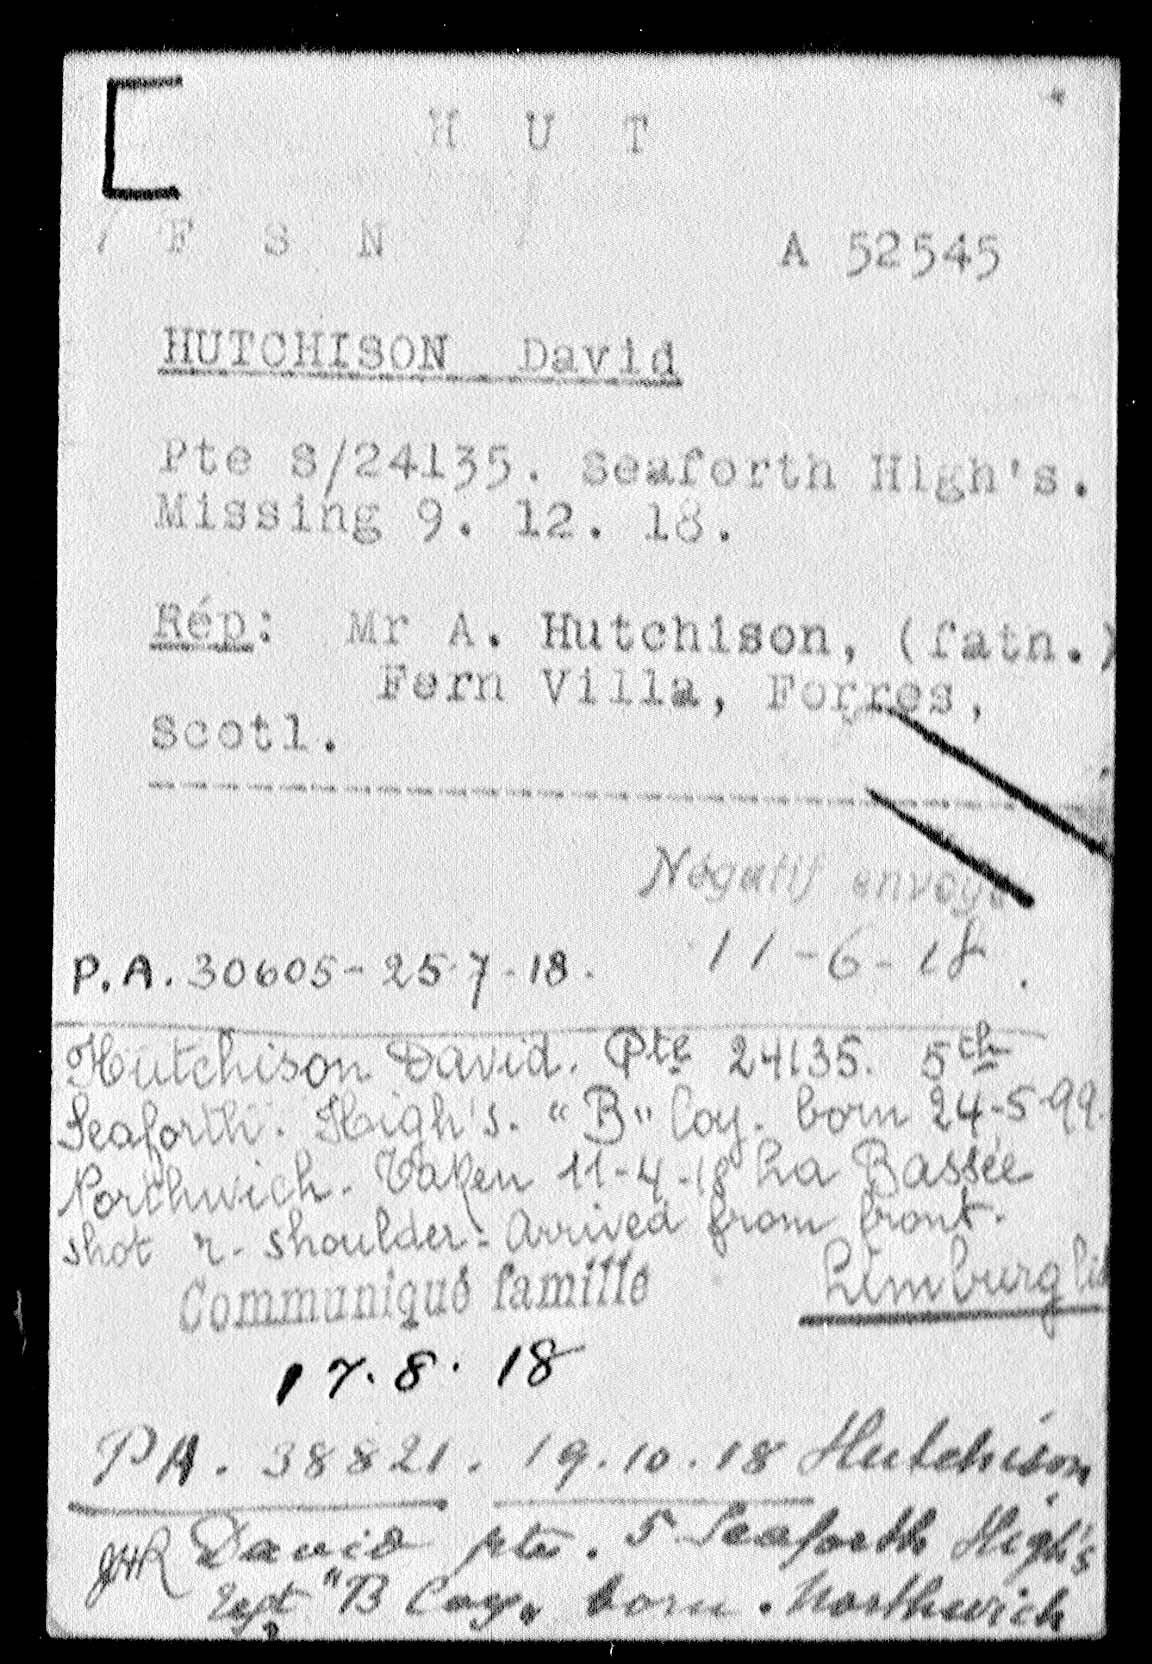 H U T
F S N A 52545
HUTCHISON David
Pte S/24135. Seaforth High's.
Missing 9. 12. 18.
Rép: Mr A. Hutchison, (fath.)
Fern Villa, Forres,
Scotl.
Négatif envoyé
11-6-18.
P.A. 30605 - 25-7-18.
Hutchison David. Pte 24135. 5th
Seaforth. High's. "B" Coy. born 24-5-99.
Northwich. Taken 11-4-18 La Bassée
shot r. shoulder. Arrived from front.
Communiqué famille Limburg
17.8.18
PA. 38821. 19.10.18 Hutchison
David pte. 5 Seaforth High's
"B Coy. born. Northwich